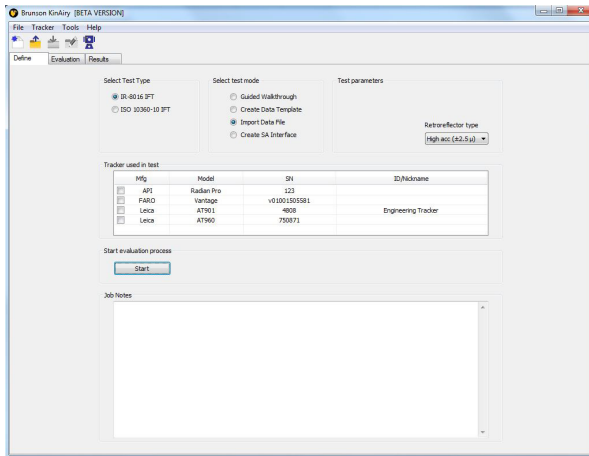 Brunson KinAiry [BETA VERSION]
File Tracker Tools Help
Define Evaluation Results
Select Test Type Select test mode Test parameters
IR-8016 IFT Guided Walkthrough
ISO 10360-10 IFT Create Data Template
Import Data File Retroreflector type
Create SA Interface High acc (±2.5 μ)
Tracker used in test
Mfg Model SN ID/Nickname
API Radian Pro 123
FARO Vantage v01001505581
Leica AT901 4808 Engineering Tracker
Leica AT960 750871
Start evaluation process
Start
Job Notes